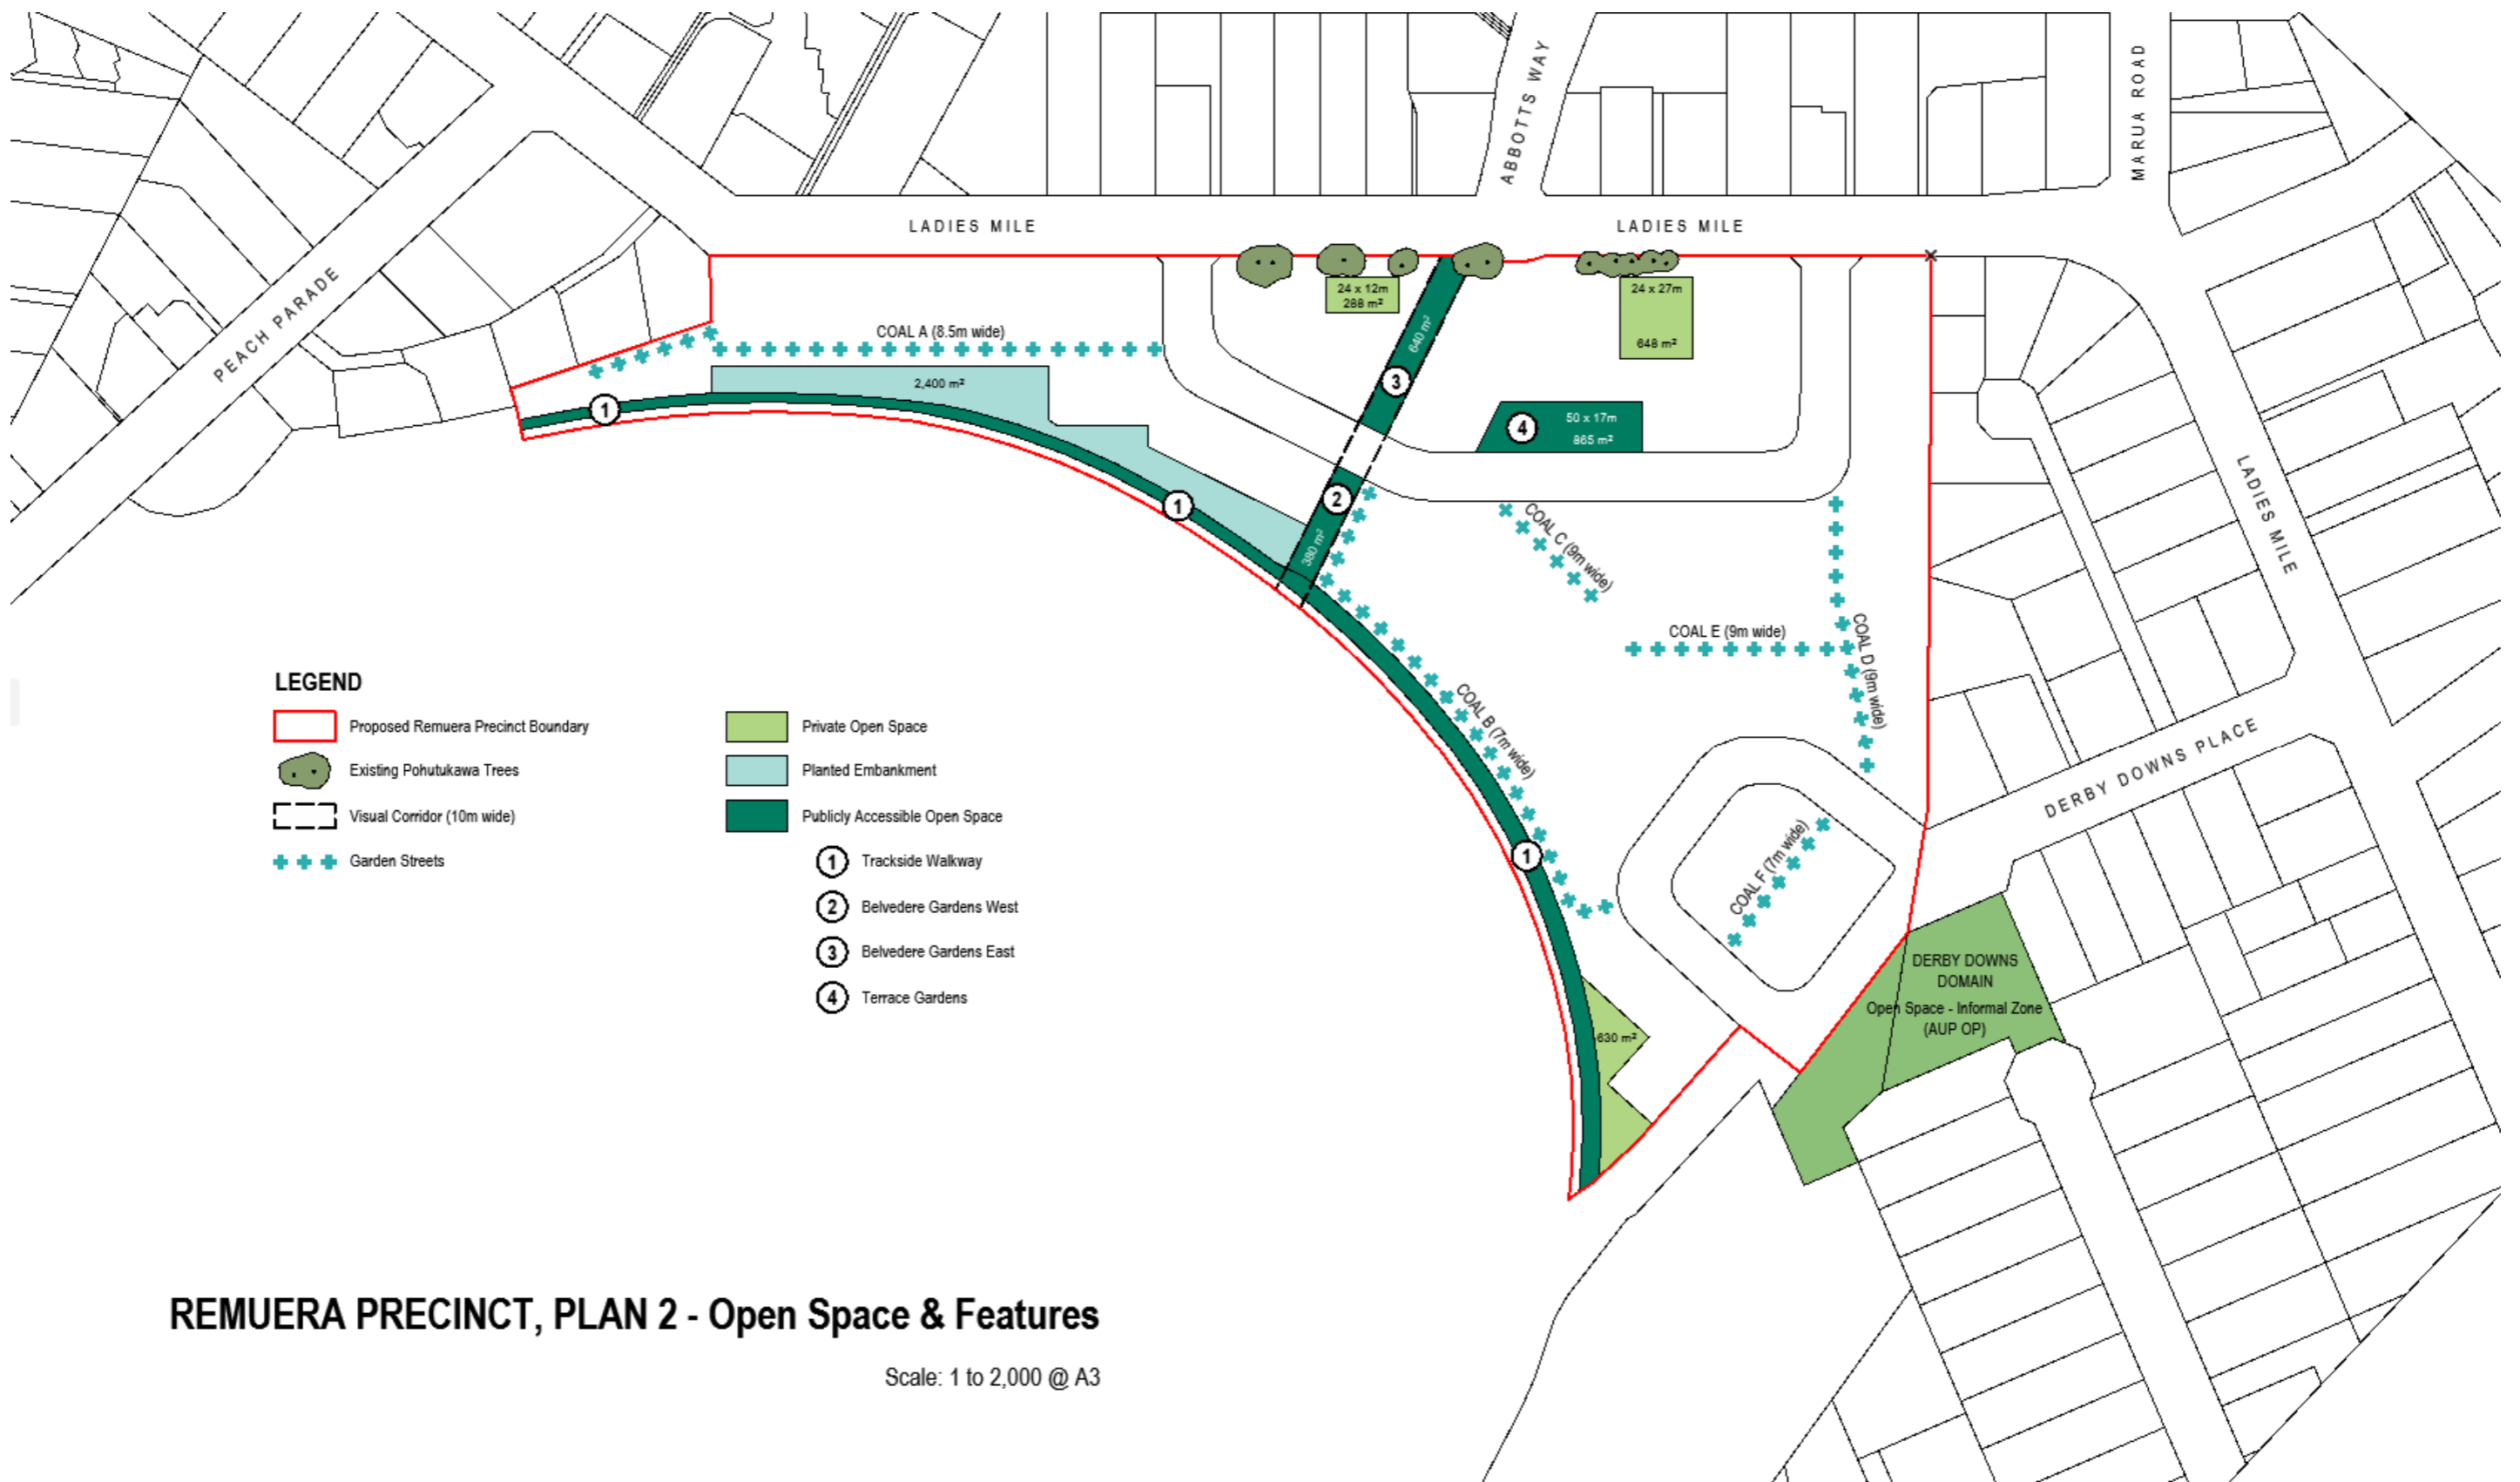 ABBOTTS WAY
MARUA ROAD
LADIES MILE
LADIES MILE
PEACH PARADE
24 x 12m
288 m²
24 x 27m
648 m²
640 m²
COAL A (8.5m wide)
3
2,400 m²
1
4
50 x 17m
865 m²
2
1
380 m²
COAL C (9m wide)
LADIES MILE
COAL E (9m wide)
COAL D (9m wide)
COAL B (7m wide)
DERBY DOWNS PLACE
COAL F (7m wide)
1
DERBY DOWNS
DOMAIN
Open Space - Informal Zone
(AUP OP)
630 m²
LEGEND
Proposed Remuera Precinct Boundary
Existing Pohutukawa Trees
Visual Corridor (10m wide)
Garden Streets
Private Open Space
Planted Embankment
Publicly Accessible Open Space
1 Trackside Walkway
2 Belvedere Gardens West
3 Belvedere Gardens East
4 Terrace Gardens
REMUERA PRECINCT, PLAN 2 - Open Space & Features
Scale: 1 to 2,000 @ A3